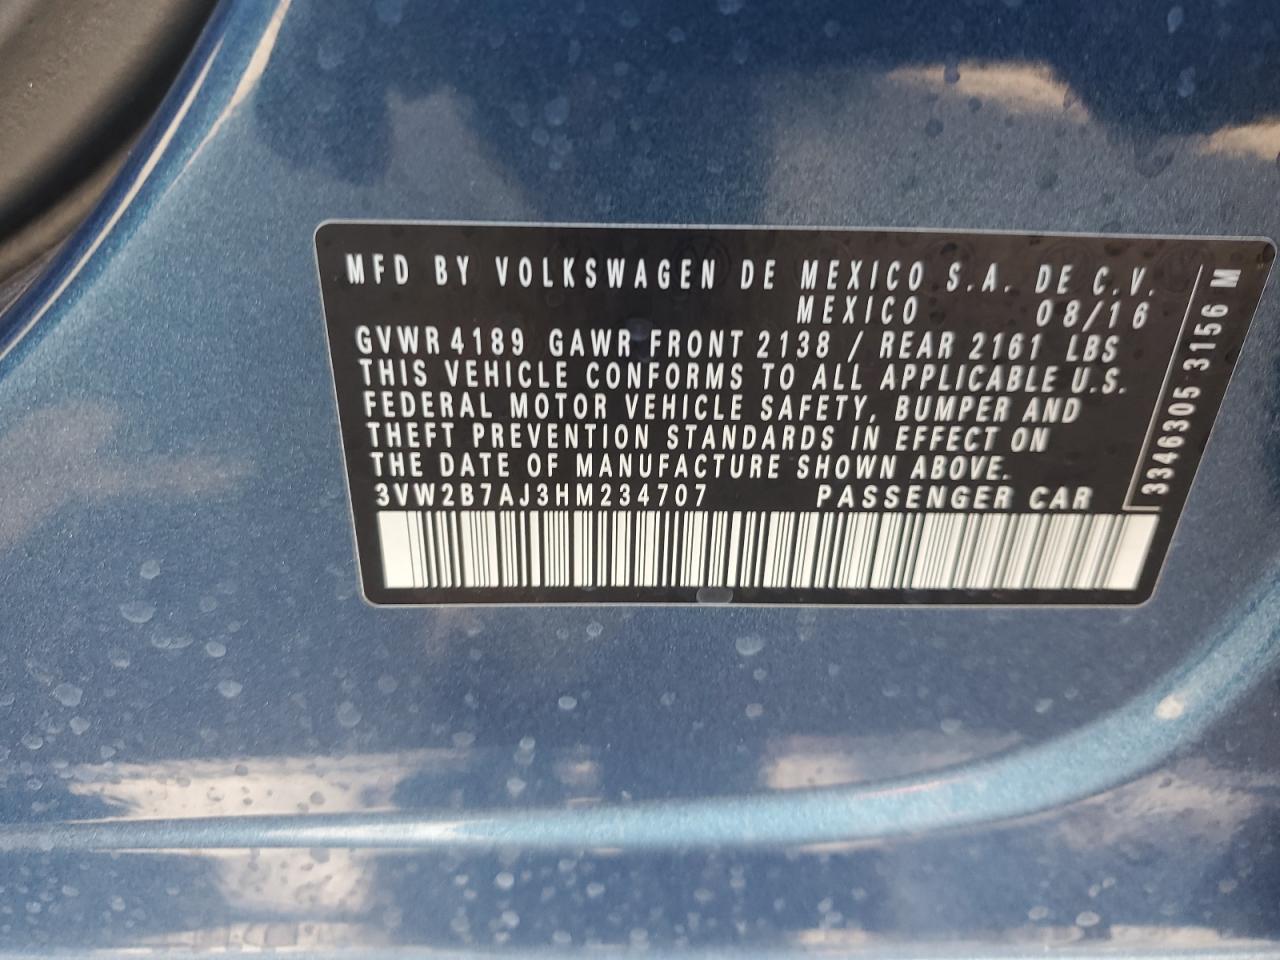 MFD BY VOLKSWAGEN DE MEXICO S.A. DE C.V.
MEXICO 08/16
GVWR 4189 GAWR FRONT 2138 / REAR 2161 LBS
THIS VEHICLE CONFORMS TO ALL APPLICABLE U.S.
FEDERAL MOTOR VEHICLE SAFETY, BUMPER AND
THEFT PREVENTION STANDARDS IN EFFECT ON
THE DATE OF MANUFACTURE SHOWN ABOVE.
3VW2B7AJ3HM234707 PASSENGER CAR
3346305 3156 M